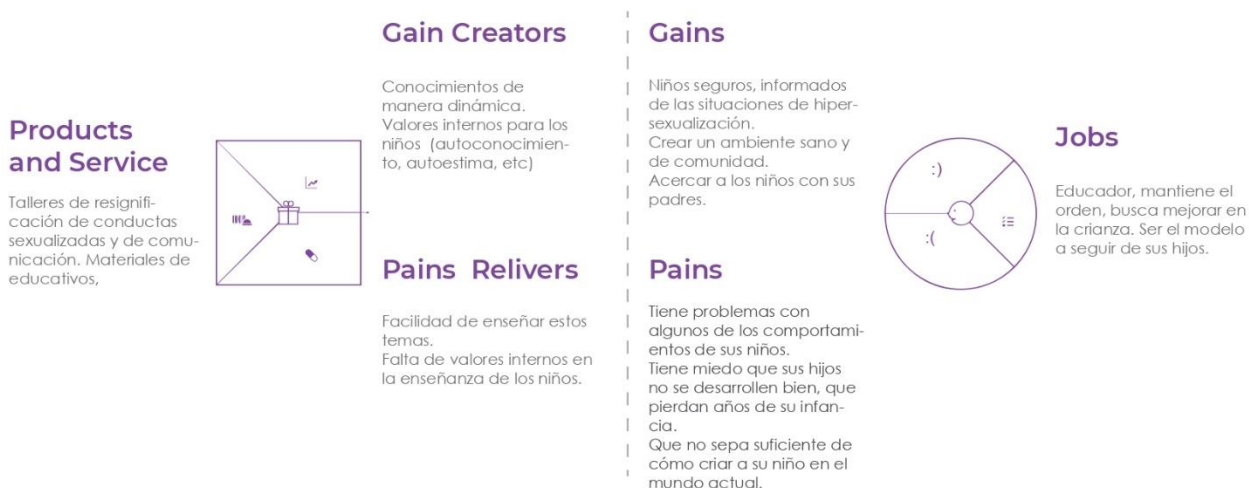 Products
and Service
Talleres de resignifi-
cación de conductas
sexualizadas y de comu-
nicación. Materiales de
educativos,
Gain Creators
Conocimientos de
manera dinámica.
Valores internos para los
niños (autoconocimien-
to, autoestima, etc)
Pains Relivers
Facilidad de enseñar estos
temas.
Falta de valores internos en
la enseñanza de los niños.
Gains
Niños seguros, informados
de las situaciones de hiper-
sexualización.
Crear un ambiente sano y
de comunidad.
Acercar a los niños con sus
padres.
Pains
Tiene problemas con
algunos de los comportami-
entos de sus niños.
Tiene miedo que sus hijos
no se desarrollen bien, que
pierdan años de su infan-
cia.
Que no sepa suficiente de
cómo criar a su niño en el
mundo actual.
:)
:(
Jobs
Educador, mantiene el
orden, busca mejorar en
la crianza. Ser el modelo
a seguir de sus hijos.